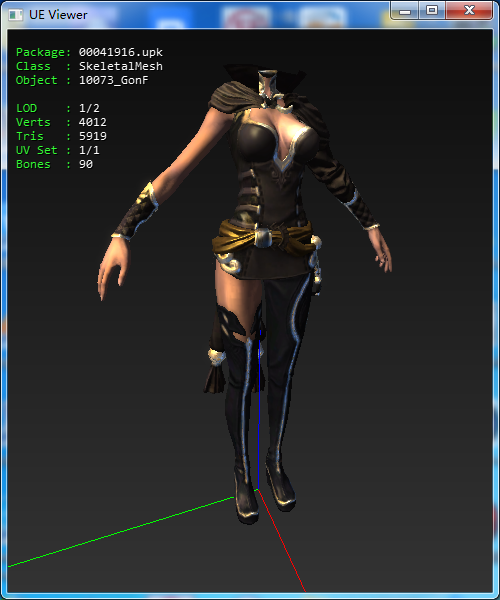 UE Viewer
Package: 00041916.upk
Class  : SkeletalMesh
Object : 10073_GonF
LOD    : 1/2
Verts  : 4012
Tris   : 5919
UV Set : 1/1
Bones  : 90